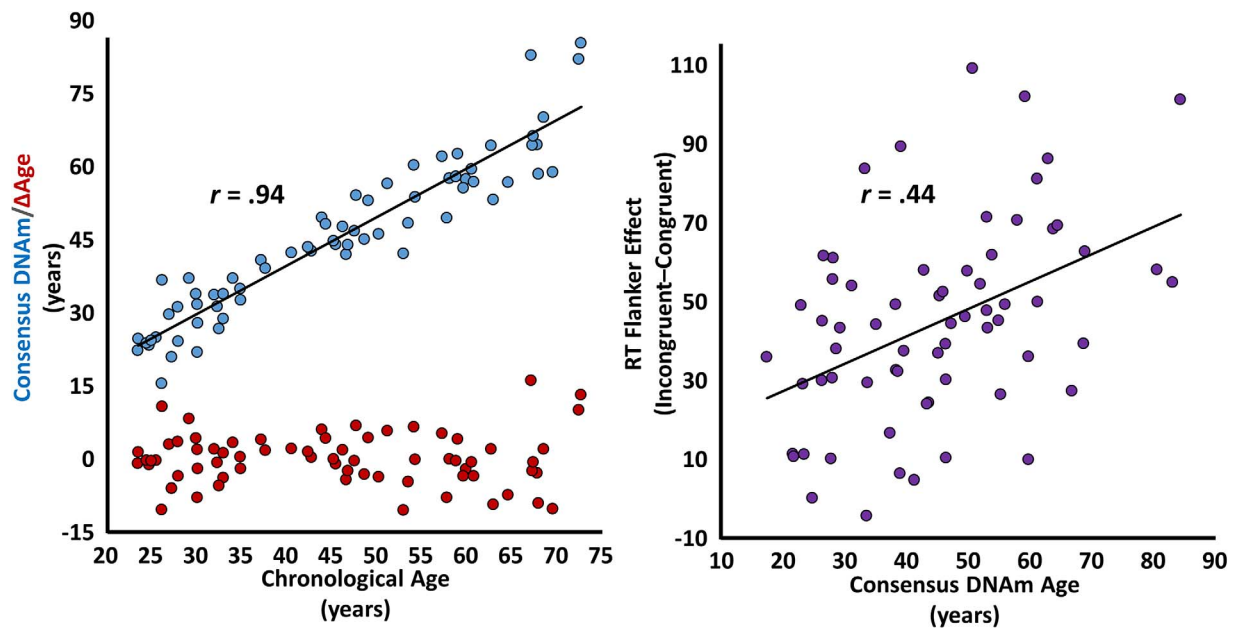 90
75
60
45
30
15
0
-15
Consensus DNAm/ΔAge
(years)
r = .94
20 25 30 35 40 45 50 55 60 65 70 75
Chronological Age
(years)
110
90
70
50
30
10
-10
RT Flanker Effect
(Incongruent–Congruent)
r = .44
10 20 30 40 50 60 70 80 90
Consensus DNAm Age
(years)